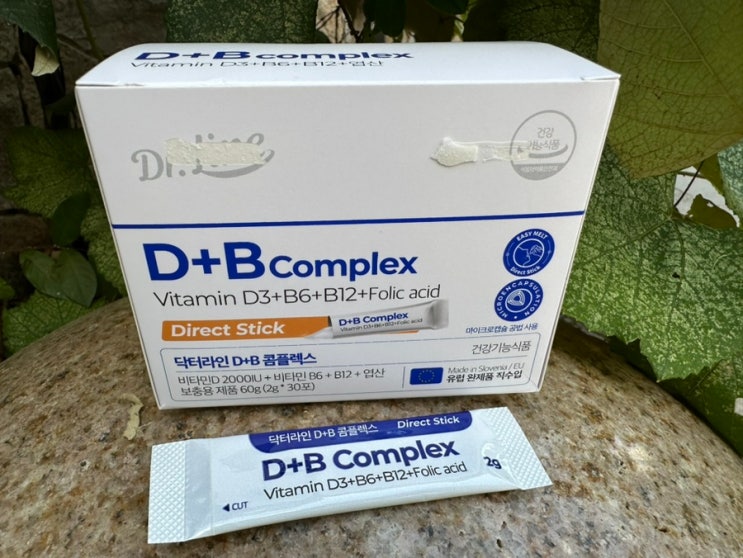 D+B complex
Vitamin D3+B6+B12+엽산
Dr.Line
건강
기능식품
D+B Complex
Vitamin D3+B6+B12+Folic acid
Direct Stick
D+B Complex
Vitamin D3+B6+B12+Folic acid
EASY MELT
Direct Stick
MICROENCAPSULATION
마이크로캡슐 공법 사용
닥터라인 D+B 콤플렉스
건강기능식품
비타민D 2000IU + 비타민 B6 + B12 + 엽산
보충용 제품 60g (2g * 30포)
Made in Slovenia / EU
유럽 완제품 직수입
닥터라인 D+B 콤플렉스 Direct Stick
D+B Complex
Vitamin D3+B6+B12+Folic acid
2g
◀CUT